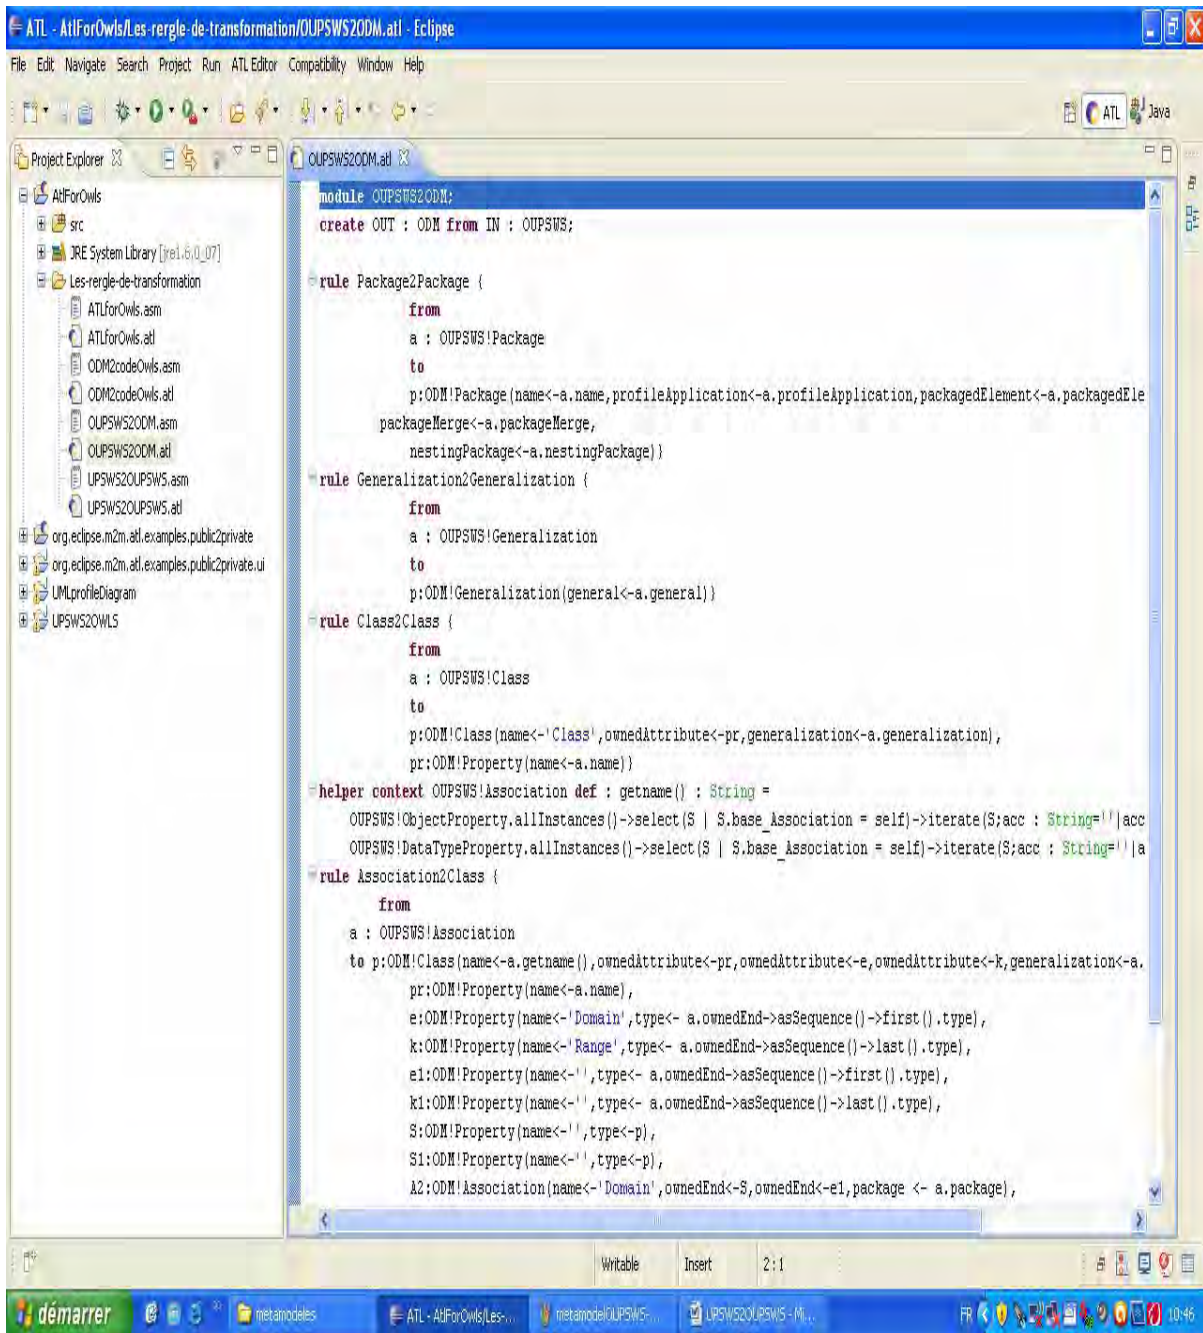 ATL - AtlForOwls/Les-rergle-de-transformation/OUPSWS2ODM.atl - Eclipse
File Edit Navigate Search Project Run ATL Editor Compatibility Window Help
ATL Java
Project Explorer
OUPSWS2ODM.atl
AtlForOwls
src
JRE System Library [jre1.6.0_07]
Les-rergle-de-transformation
ATLforOwls.asm
ATLforOwls.atl
ODM2codeOwls.asm
ODM2codeOwls.atl
OUPSWS2ODM.asm
OUPSWS2ODM.atl
UPSWS2OUPSWS.asm
UPSWS2OUPSWS.atl
org.eclipse.m2m.atl.examples.public2private
org.eclipse.m2m.atl.examples.public2private.ui
UMLprofileDiagram
UPSWS2OWLS
module OUPSWS2ODM;
create OUT : ODM from IN : OUPSWS;
rule Package2Package {
from
a : OUPSWS!Package
to
p:ODM!Package(name<-a.name,profileApplication<-a.profileApplication,packagedElement<-a.packagedEle
packageMerge<-a.packageMerge,
nestingPackage<-a.nestingPackage)}
rule Generalization2Generalization {
from
a : OUPSWS!Generalization
to
p:ODM!Generalization(general<-a.general)}
rule Class2Class {
from
a : OUPSWS!Class
to
p:ODM!Class(name<-'Class',ownedAttribute<-pr,generalization<-a.generalization),
pr:ODM!Property(name<-a.name)}
helper context OUPSWS!Association def : getname() : String =
OUPSWS!ObjectProperty.allInstances()->select(S | S.base_Association = self)->iterate(S;acc : String=''|acc
OUPSWS!DataTypeProperty.allInstances()->select(S | S.base_Association = self)->iterate(S;acc : String=''|a
rule Association2Class {
from
a : OUPSWS!Association
to p:ODM!Class(name<-a.getname(),ownedAttribute<-pr,ownedAttribute<-e,ownedAttribute<-k,generalization<-a.
pr:ODM!Property(name<-a.name),
e:ODM!Property(name<-'Domain',type<- a.ownedEnd->asSequence()->first().type),
k:ODM!Property(name<-'Range',type<- a.ownedEnd->asSequence()->last().type),
e1:ODM!Property(name<-'',type<- a.ownedEnd->asSequence()->first().type),
k1:ODM!Property(name<-'',type<- a.ownedEnd->asSequence()->last().type),
S:ODM!Property(name<-'',type<-p),
S1:ODM!Property(name<-'',type<-p),
A2:ODM!Association(name<-'Domain',ownedEnd<-S,ownedEnd<-e1,package <- a.package),
Writable Insert 2:1
démarrer metamodeles ATL - AtlForOwls/Les-... metamodelOUPSWS-... UPSWS2OUPSWS - Mi... FR 10:46